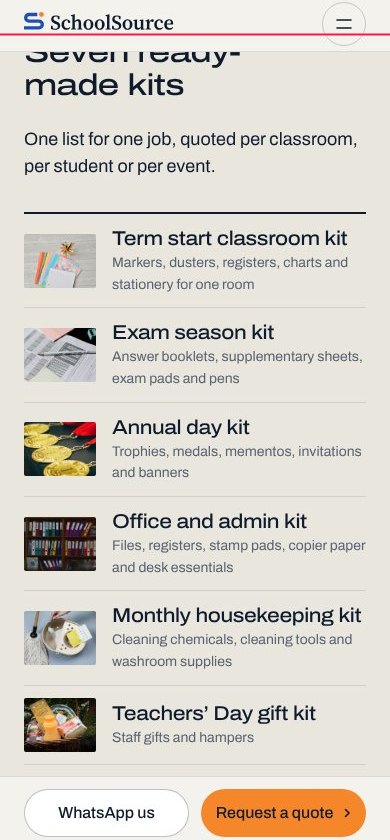 SchoolSource
Seven ready-
made kits
One list for one job, quoted per classroom,
per student or per event.
Term start classroom kit
Markers, dusters, registers, charts and
stationery for one room
Exam season kit
Answer booklets, supplementary sheets,
exam pads and pens
Annual day kit
Trophies, medals, mementos, invitations
and banners
Office and admin kit
Files, registers, stamp pads, copier paper
and desk essentials
Monthly housekeeping kit
Cleaning chemicals, cleaning tools and
washroom supplies
Teachers’ Day gift kit
Staff gifts and hampers
WhatsApp us
Request a quote